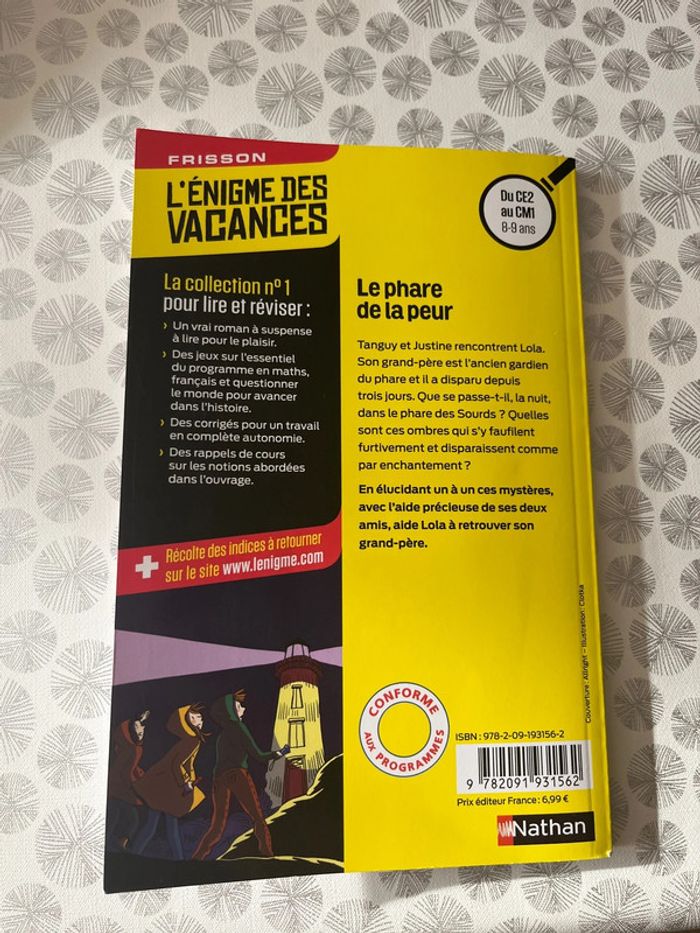 FRISSON
L'ÉNIGME DES
VACANCES
La collection n° 1
pour lire et réviser :
› Un vrai roman à suspense
à lire pour le plaisir.
› Des jeux sur l'essentiel
du programme en maths,
français et questionner
le monde pour avancer
dans l'histoire.
› Des corrigés pour un travail
en complète autonomie.
› Des rappels de cours
sur les notions abordées
dans l'ouvrage.
+ Récolte des indices à retourner
sur le site www.lenigme.com
Du CE2
au CM1
8-9 ans
Le phare
de la peur
Tanguy et Justine rencontrent Lola.
Son grand-père est l'ancien gardien
du phare et il a disparu depuis
trois jours. Que se passe-t-il, la nuit,
dans le phare des Sourds ? Quelles
sont ces ombres qui s'y faufilent
furtivement et disparaissent comme
par enchantement ?
En élucidant un à un ces mystères,
avec l'aide précieuse de ses deux
amis, aide Lola à retrouver son
grand-père.
CONFORME
AUX PROGRAMMES
ISBN : 978-2-09-193156-2
9 782091 931562
Prix éditeur France : 6,99 €
Nathan
Couverture : Allright – Illustration : Clotka